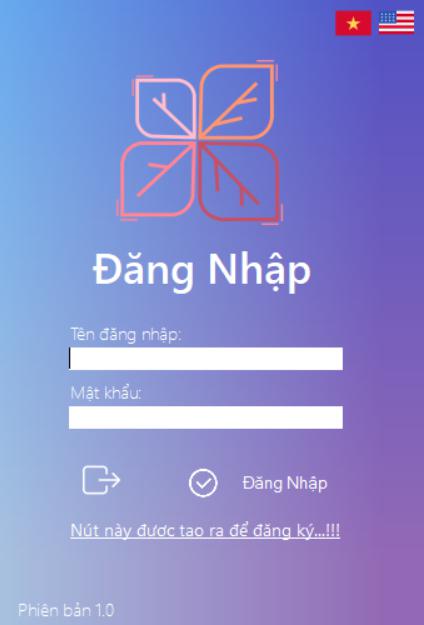 Đăng Nhập
Tên đăng nhập:
Mật khẩu:
Đăng Nhập
Nút này được tạo ra để đăng ký...!!!
Phiên bản 1.0